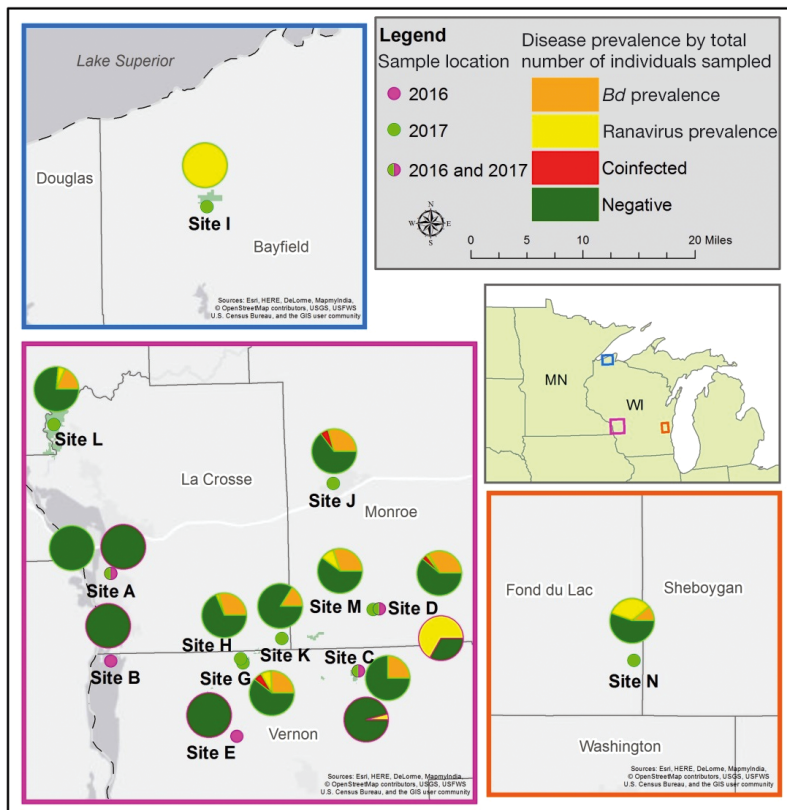 Lake Superior
Douglas
Site I
Bayfield
Sources: Esri, HERE, DeLorme, MapmyIndia,
© OpenStreetMap contributors, USGS, USFWS
U.S. Census Bureau, and the GIS user community
Legend
Sample location
2016
2017
2016 and 2017
Disease prevalence by total
number of individuals sampled
Bd prevalence
Ranavirus prevalence
Coinfected
Negative
N
W
E
S
0 5 10 20 Miles
MN
WI
Site L
La Crosse
Site J
Monroe
Site A
Site M
Site D
Site B
Site H
Site K
Site C
Site G
Site E
Vernon
Sources: Esri, HERE, DeLorme, MapmyIndia,
© OpenStreetMap contributors, USGS, USFWS
U.S. Census Bureau, and the GIS user community
Fond du Lac
Sheboygan
Site N
Washington
Sources: Esri, HERE, DeLorme, MapmyIndia,
© OpenStreetMap contributors, USGS, USFWS
U.S. Census Bureau, and the GIS user community